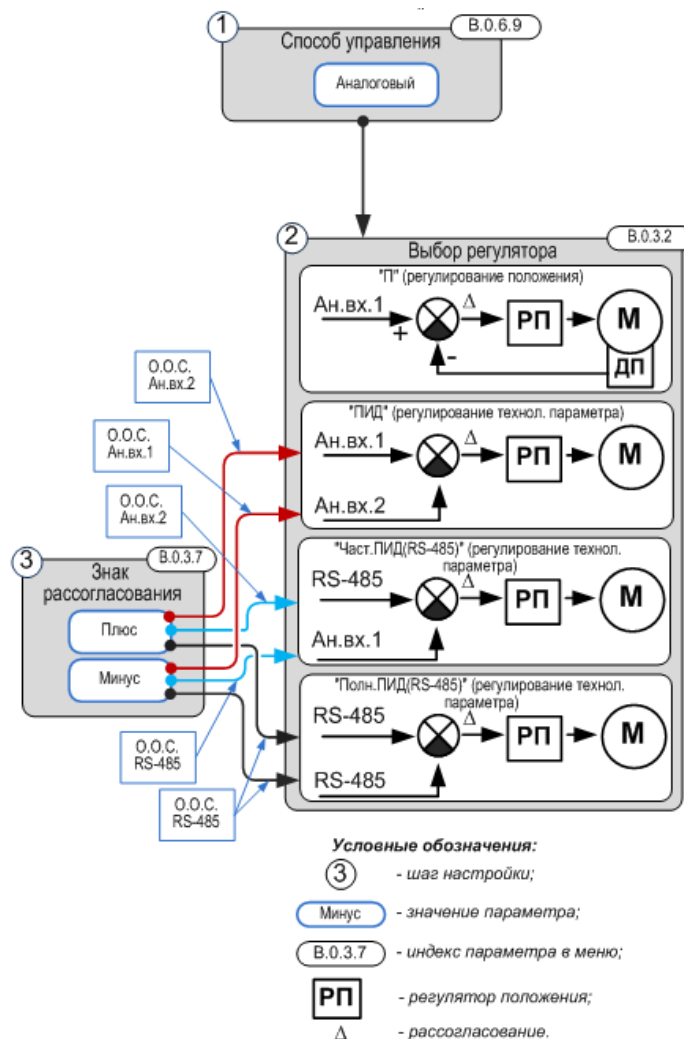 1
B.0.6.9
Способ управления
Аналоговый
2
B.0.3.2
Выбор регулятора
"П" (регулирование положения)
Ан.вх.1
+
-
Δ
РП
М
ДП
О.О.С.
Ан.вх.2
"ПИД" (регулирование технол. параметра)
Ан.вх.1
Δ
РП
М
Ан.вх.2
О.О.С.
Ан.вх.1
О.О.С.
Ан.вх.2
"Част.ПИД(RS-485)" (регулирование технол.
параметра)
RS-485
Δ
РП
М
Ан.вх.1
3
B.0.3.7
Знак
рассогласования
Плюс
Минус
"Полн.ПИД(RS-485)" (регулирование технол.
параметра)
RS-485
Δ
РП
М
RS-485
О.О.С.
RS-485
О.О.С.
RS-485
Условные обозначения:
3 - шаг настройки;
Минус - значение параметра;
B.0.3.7 - индекс параметра в меню;
РП - регулятор положения;
Δ - рассогласование.